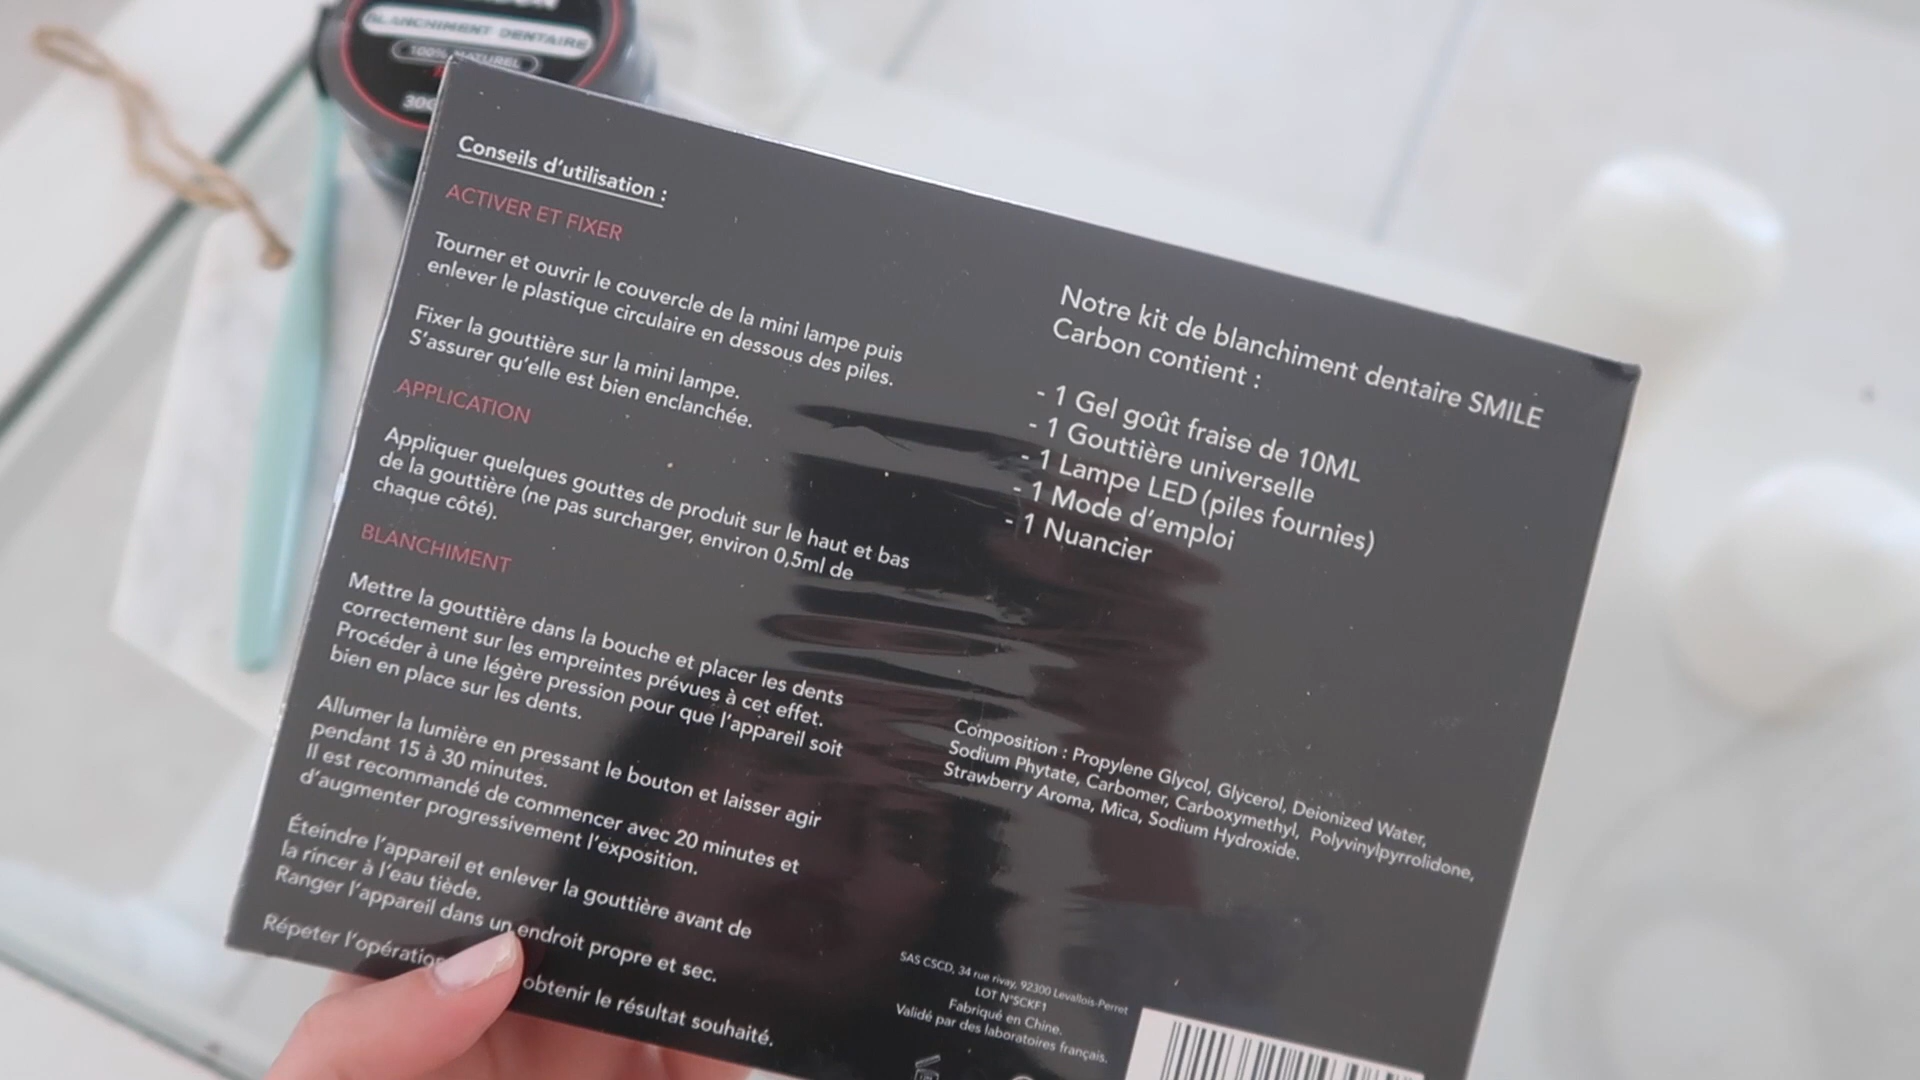 BLANCHIMENT DENTAIRE
100% NATUREL
Conseils d'utilisation :
ACTIVER ET FIXER
Tourner et ouvrir le couvercle de la mini lampe puis
enlever le plastique circulaire en dessous des piles.
Fixer la gouttière sur la mini lampe.
S'assurer qu'elle est bien enclanchée.
APPLICATION
Appliquer quelques gouttes de produit sur le haut et bas
de la gouttière (ne pas surcharger, environ 0,5ml de
chaque côté).
BLANCHIMENT
Mettre la gouttière dans la bouche et placer les dents
correctement sur les empreintes prévues à cet effet.
Procéder à une légère pression pour que l'appareil soit
bien en place sur les dents.
Allumer la lumière en pressant le bouton et laisser agir
pendant 15 à 30 minutes.
Il est recommandé de commencer avec 20 minutes et
d'augmenter progressivement l'exposition.
Éteindre l'appareil et enlever la gouttière avant de
la rincer à l'eau tiède.
Ranger l'appareil dans un endroit propre et sec.
Répeter l'opération obtenir le résultat souhaité.
Notre kit de blanchiment dentaire SMILE
Carbon contient :
- 1 Gel goût fraise de 10ML
- 1 Gouttière universelle
- 1 Lampe LED (piles fournies)
- 1 Mode d'emploi
- 1 Nuancier
Composition : Propylene Glycol, Glycerol, Deionized Water,
Sodium Phytate, Carbomer, Carboxymethyl, Polyvinylpyrrolidone,
Strawberry Aroma, Mica, Sodium Hydroxide.
SAS CSCD, 34 rue rivay, 92300 Levallois-Perret
LOT N°SCKF1
Fabriqué en Chine.
Validé par des laboratoires français.